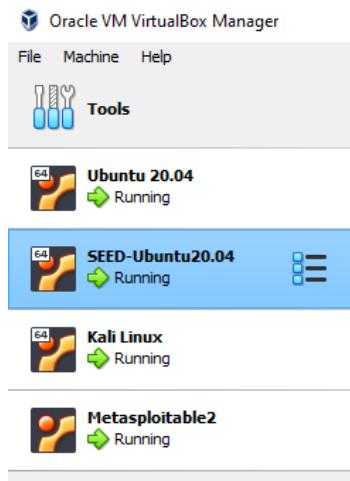 Oracle VM VirtualBox Manager
File Machine Help
Tools
64
Ubuntu 20.04
Running
64
SEED-Ubuntu20.04
Running
64
Kali Linux
Running
Metasploitable2
Running